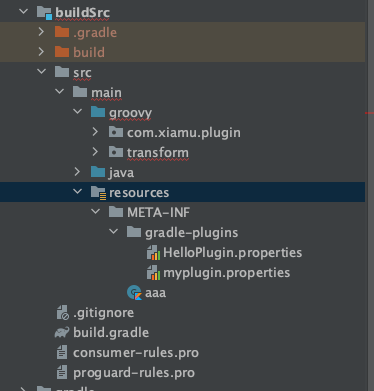 buildSrc
.gradle
build
src
main
groovy
com.xiamu.plugin
transform
java
resources
META-INF
gradle-plugins
HelloPlugin.properties
myplugin.properties
aaa
.gitignore
build.gradle
consumer-rules.pro
proguard-rules.pro